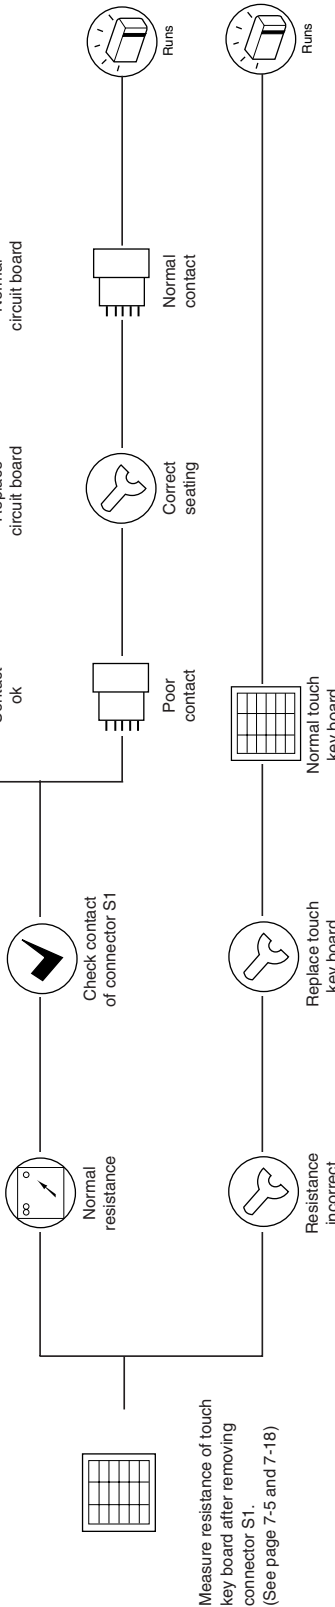 Measure resistance of touch
key board after removing
connector S1.
(See page 7-5 and 7-18)
Normal
resistance
Check contact
of connector S1
ok
circuit board
circuit board
Poor
contact
Correct
seating
Normal
contact
Runs
Resistance
incorrect
Replace touch
key board
Normal touch
key board
Runs